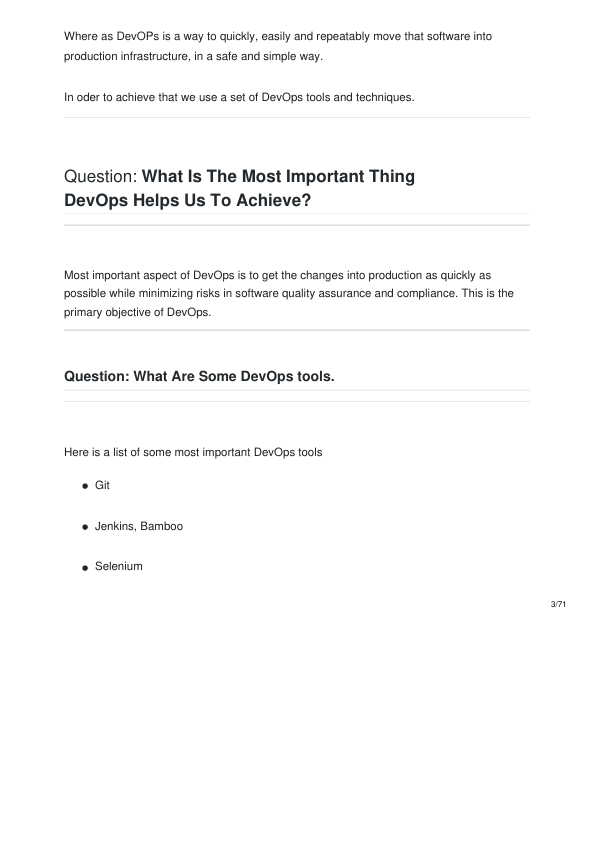 Where as DevOPs is a way to quickly, easily and repeatably move that software into
production infrastructure, in a safe and simple way.
In oder to achieve that we use a set of DevOps tools and techniques.
Question: What Is The Most Important Thing
DevOps Helps Us To Achieve?
Most important aspect of DevOps is to get the changes into production as quickly as
possible while minimizing risks in software quality assurance and compliance. This is the
primary objective of DevOps.
Question: What Are Some DevOps tools.
Here is a list of some most important DevOps tools
● Git
● Jenkins, Bamboo
● Selenium
3/71